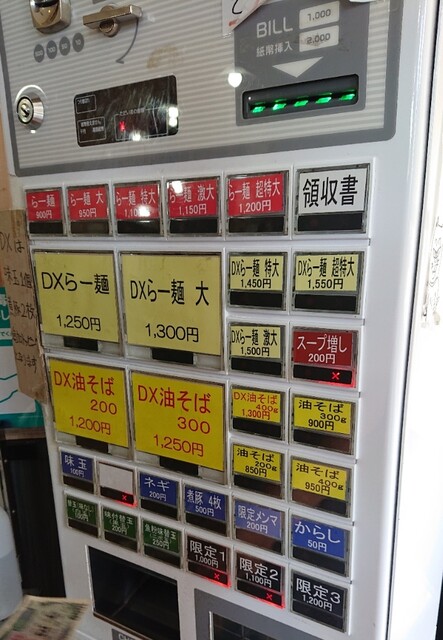 BILL
1,000
2,000
紙幣挿入
らー麺
900円
らー麺 大
950円
らー麺 特大
らー麺 激大
1,150円
らー麺 超特大
1,200円
領収書
DXらー麺
1,250円
DXらー麺 大
1,300円
DXらー麺 特大
1,450円
DXらー麺 超特大
1,550円
DXらー麺 激大
1,500円
スープ増し
200円
DX油そば
200
1,200円
DX油そば
300
1,250円
DX油そば
400g
1,300円
油そば
300g
900円
油そば
200g
850円
油そば
400g
950円
味玉
100円
ネギ
200円
煮豚 4枚
500円
限定メンマ
200円
からし
50円
限定1
1,000円
限定2
1,100円
限定3
1,200円
DXは
味玉1個